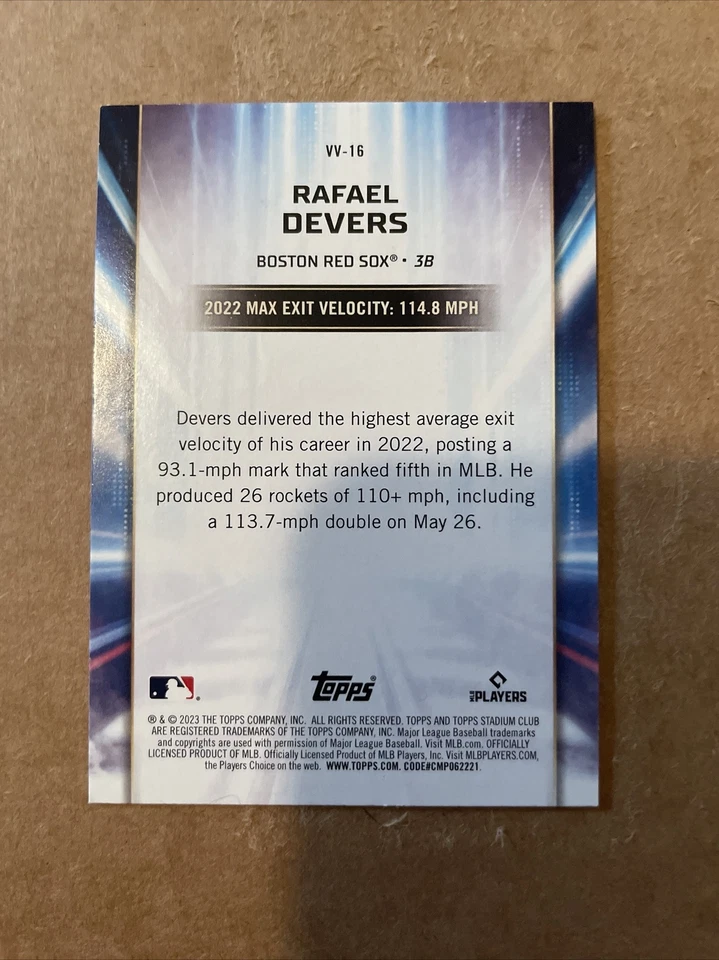 VV-16
RAFAEL
DEVERS
BOSTON RED SOX® • 3B
2022 MAX EXIT VELOCITY: 114.8 MPH
Devers delivered the highest average exit
velocity of his career in 2022, posting a
93.1-mph mark that ranked fifth in MLB. He
produced 26 rockets of 110+ mph, including
a 113.7-mph double on May 26.
topps®
MLB PLAYERS
® & © 2023 THE TOPPS COMPANY, INC. ALL RIGHTS RESERVED. TOPPS AND TOPPS STADIUM CLUB
ARE REGISTERED TRADEMARKS OF THE TOPPS COMPANY, INC. Major League Baseball trademarks
and copyrights are used with permission of Major League Baseball. Visit MLB.com. OFFICIALLY
LICENSED PRODUCT OF MLB. Officially Licensed Product of MLB Players, Inc. Visit MLBPLAYERS.COM,
the Players Choice on the web. WWW.TOPPS.COM. CODE#CMP062221.